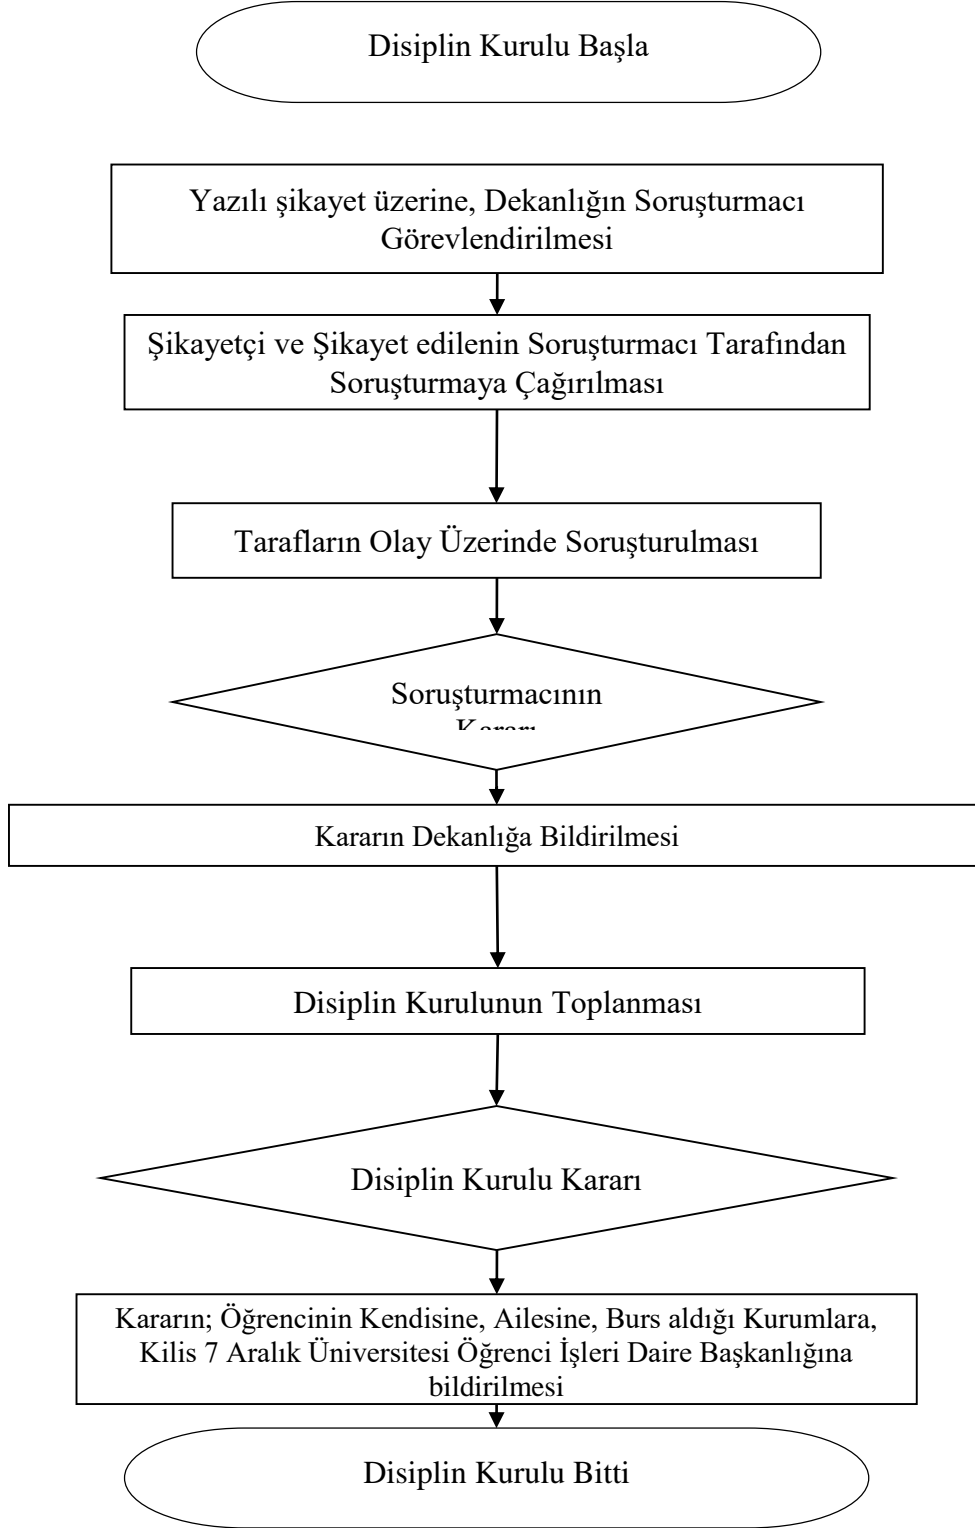 Disiplin Kurulu Başla
Yazılı şikayet üzerine, Dekanlığın Soruşturmacı
Görevlendirilmesi
Şikayetçi ve Şikayet edilenin Soruşturmacı Tarafından
Soruşturmaya Çağırılması
Tarafların Olay Üzerinde Soruşturulması
Soruşturmacının
Kararı
Kararın Dekanlığa Bildirilmesi
Disiplin Kurulunun Toplanması
Disiplin Kurulu Kararı
Kararın; Öğrencinin Kendisine, Ailesine, Burs aldığı Kurumlara,
Kilis 7 Aralık Üniversitesi Öğrenci İşleri Daire Başkanlığına
bildirilmesi
Disiplin Kurulu Bitti